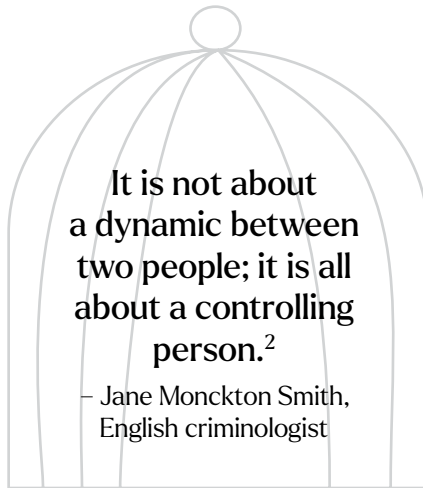 It is not about
a dynamic between
two people; it is all
about a controlling
person.²
– Jane Monckton Smith,
English criminologist